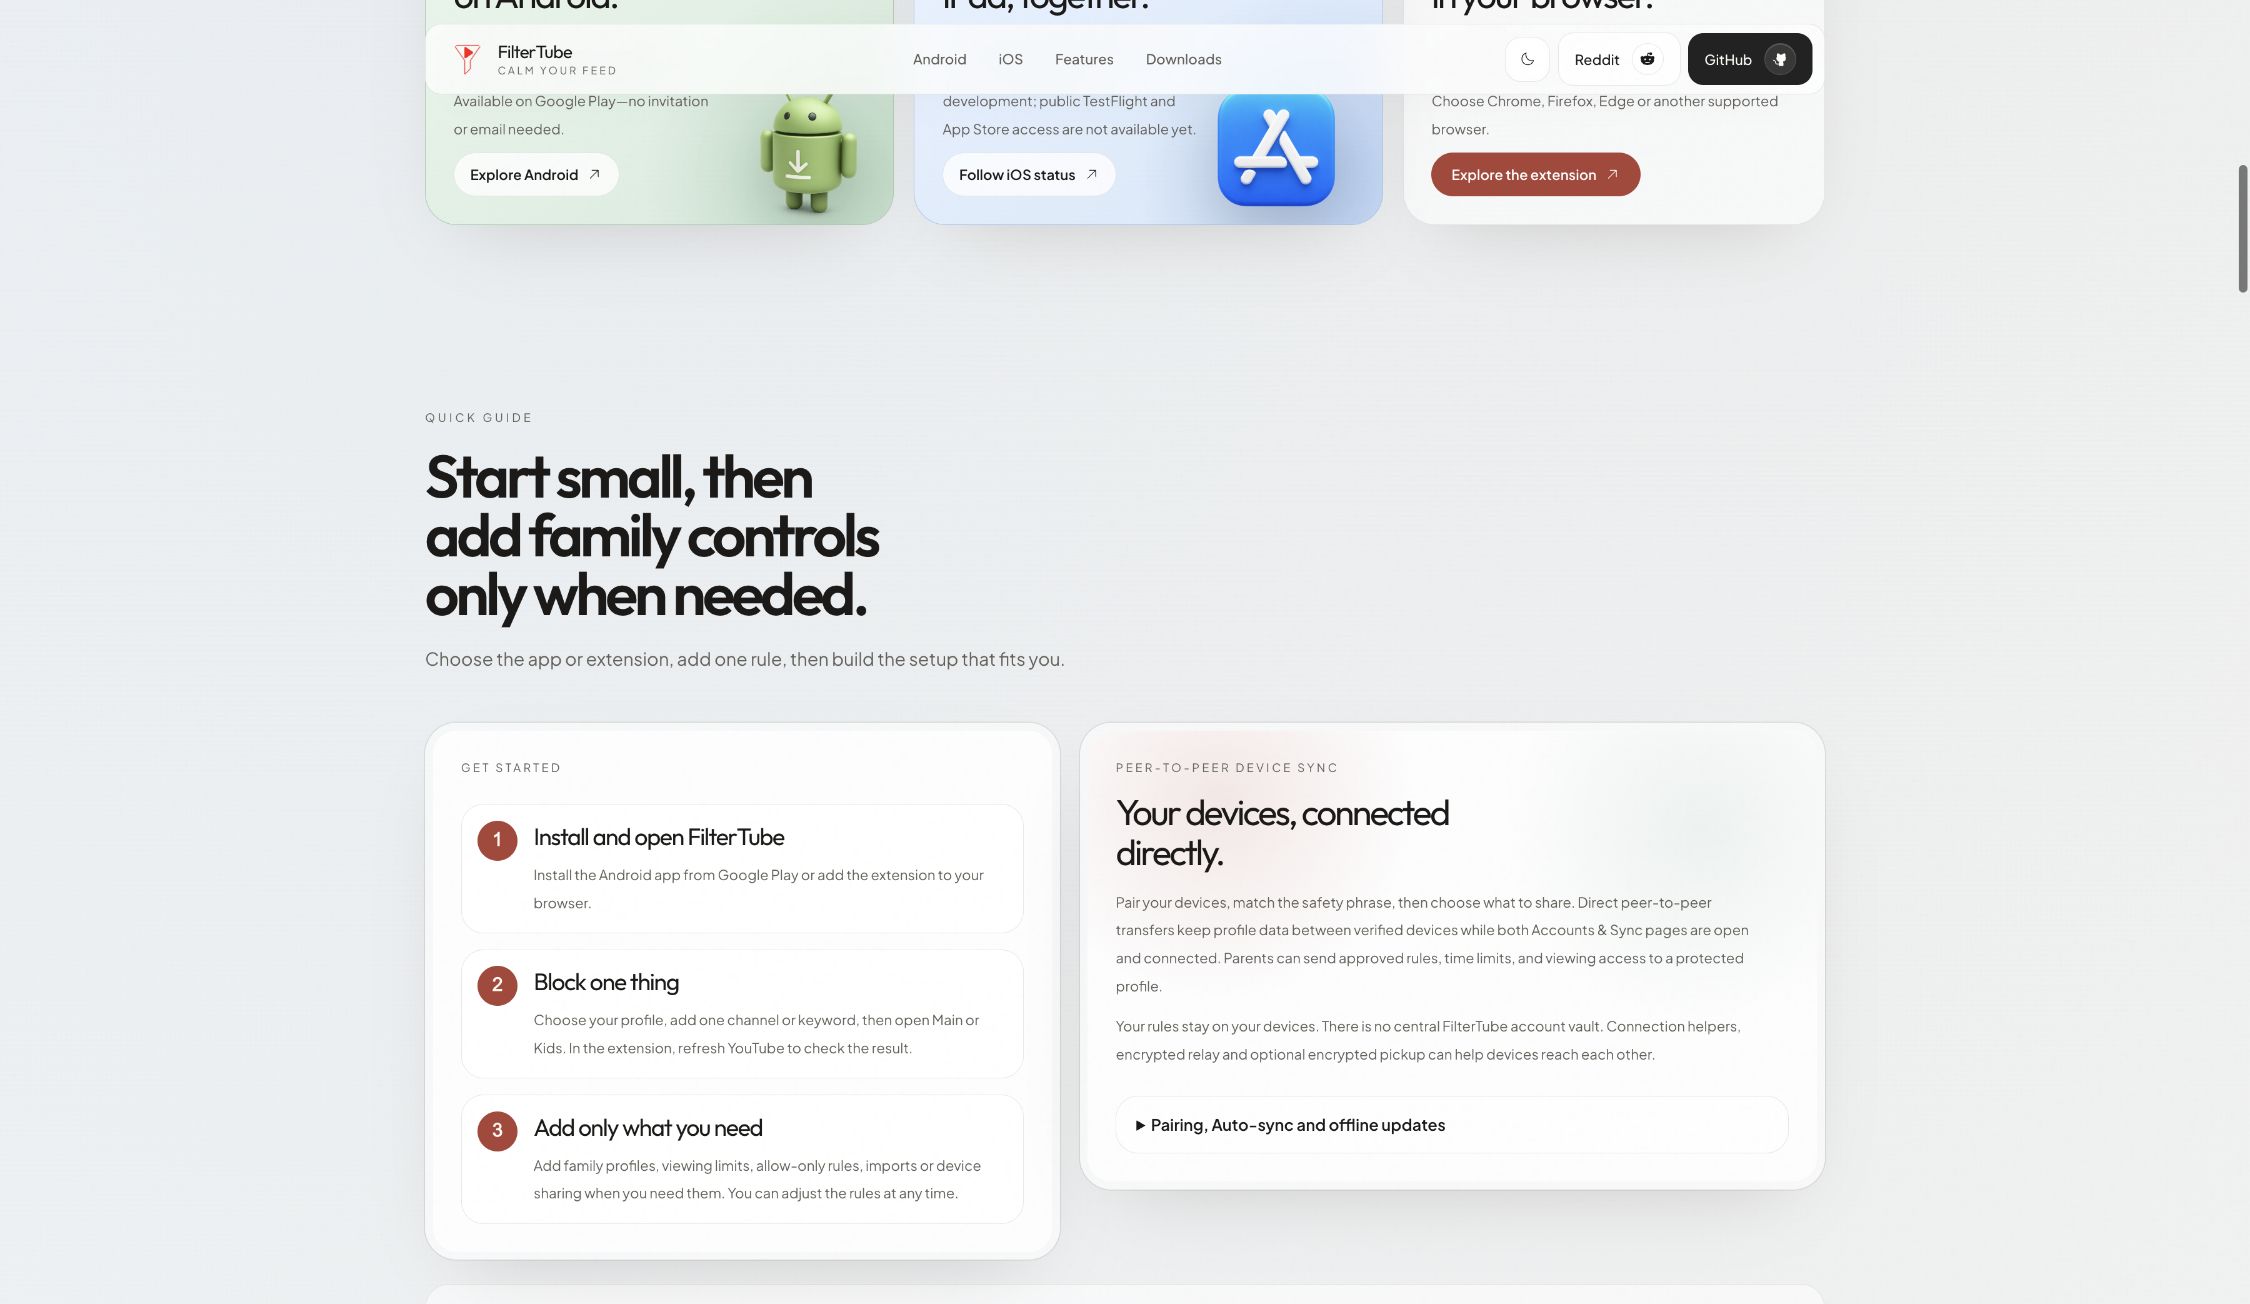 on Android.
iPad, together.
in your browser.
FilterTube
CALM YOUR FEED
Android
iOS
Features
Downloads
Reddit
GitHub
Available on Google Play—no invitation
or email needed.
Explore Android
development; public TestFlight and
App Store access are not available yet.
Follow iOS status
Choose Chrome, Firefox, Edge or another supported
browser.
Explore the extension
QUICK GUIDE
Start small, then
add family controls
only when needed.
Choose the app or extension, add one rule, then build the setup that fits you.
GET STARTED
1
Install and open FilterTube
Install the Android app from Google Play or add the extension to your
browser.
2
Block one thing
Choose your profile, add one channel or keyword, then open Main or
Kids. In the extension, refresh YouTube to check the result.
3
Add only what you need
Add family profiles, viewing limits, allow-only rules, imports or device
sharing when you need them. You can adjust the rules at any time.
PEER-TO-PEER DEVICE SYNC
Your devices, connected
directly.
Pair your devices, match the safety phrase, then choose what to share. Direct peer-to-peer
transfers keep profile data between verified devices while both Accounts & Sync pages are open
and connected. Parents can send approved rules, time limits, and viewing access to a protected
profile.
Your rules stay on your devices. There is no central FilterTube account vault. Connection helpers,
encrypted relay and optional encrypted pickup can help devices reach each other.
Pairing, Auto-sync and offline updates